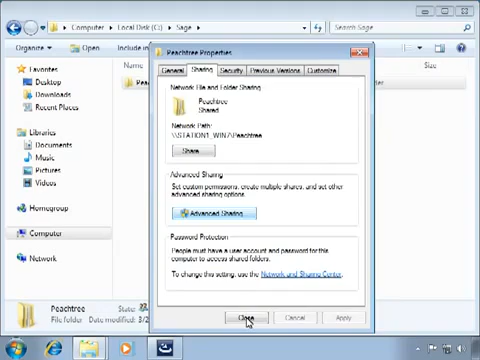 Computer ▸ Local Disk (C:) ▸ Sage ▸
Search Sage
Organize ▾ Open Include in
Favorites
Desktop
Downloads
Recent Places
Libraries
Documents
Music
Pictures
Videos
Homegroup
Computer
Network
Name
Peachtree Properties
General Sharing Security Previous Versions Customize
Network File and Folder Sharing
Peachtree
Shared
Network Path:
\\STATION1_WIN7\Peachtree
Share
Advanced Sharing
Set custom permissions, create multiple shares, and set other
advanced sharing options.
Advanced Sharing
Password Protection
People must have a user account and password for this
computer to access shared folders.
To change this setting, use the Network and Sharing Center.
Close Cancel Apply
Peachtree State:
File folder Date modified: 3/2